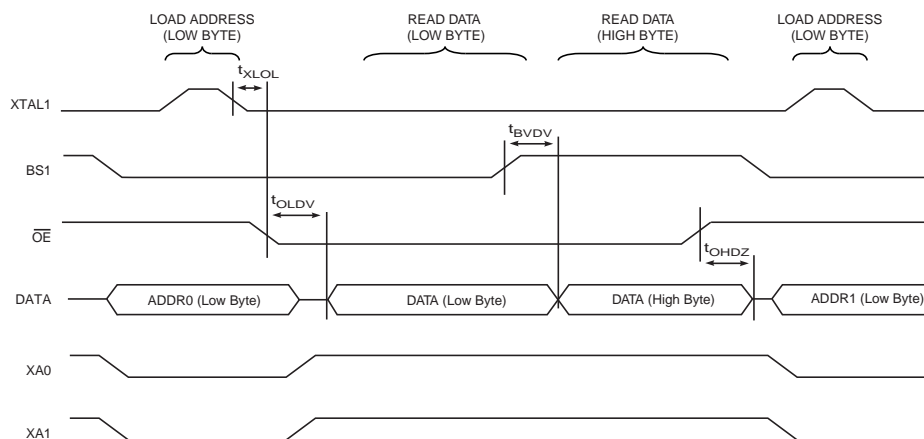 LOAD ADDRESS
(LOW BYTE)
READ DATA
(LOW BYTE)
READ DATA
(HIGH BYTE)
LOAD ADDRESS
(LOW BYTE)
tXLOL
XTAL1
tBVDV
BS1
tOLDV
OE
tOHDZ
DATA
ADDR0 (Low Byte)
DATA (Low Byte)
DATA (High Byte)
ADDR1 (Low Byte)
XA0
XA1